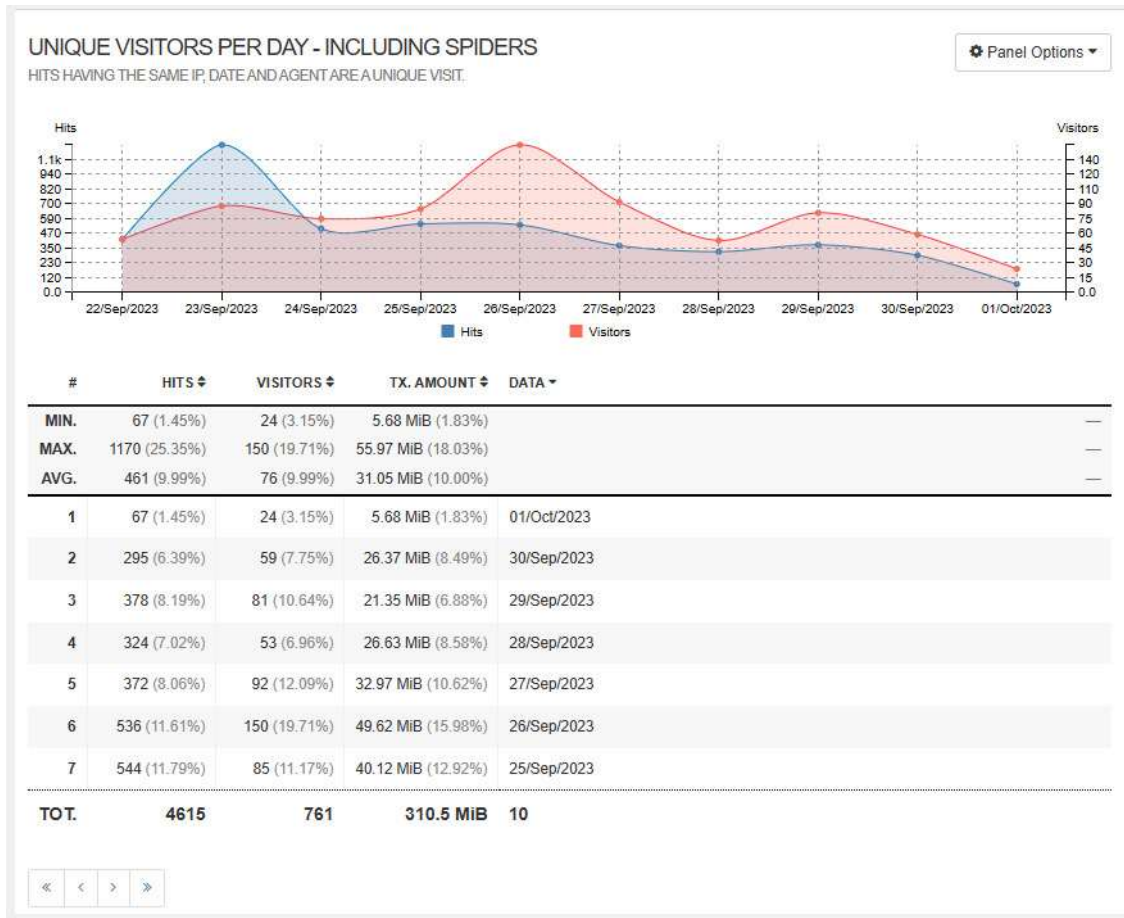 UNIQUE VISITORS PER DAY - INCLUDING SPIDERS
Panel Options
HITS HAVING THE SAME IP, DATE AND AGENT ARE A UNIQUE VISIT.
Hits Visitors
1.1k 140
940 120
820 110
700 90
590 75
470 60
350 45
230 30
120 15
0.0 0.0
22/Sep/2023 23/Sep/2023 24/Sep/2023 25/Sep/2023 26/Sep/2023 27/Sep/2023 28/Sep/2023 29/Sep/2023 30/Sep/2023 01/Oct/2023
Hits Visitors
# HITS VISITORS TX. AMOUNT DATA
MIN. 67 (1.45%) 24 (3.15%) 5.68 MiB (1.83%) —
MAX. 1170 (25.35%) 150 (19.71%) 55.97 MiB (18.03%) —
AVG. 461 (9.99%) 76 (9.99%) 31.05 MiB (10.00%) —
1 67 (1.45%) 24 (3.15%) 5.68 MiB (1.83%) 01/Oct/2023
2 295 (6.39%) 59 (7.75%) 26.37 MiB (8.49%) 30/Sep/2023
3 378 (8.19%) 81 (10.64%) 21.35 MiB (6.88%) 29/Sep/2023
4 324 (7.02%) 53 (6.96%) 26.63 MiB (8.58%) 28/Sep/2023
5 372 (8.06%) 92 (12.09%) 32.97 MiB (10.62%) 27/Sep/2023
6 536 (11.61%) 150 (19.71%) 49.62 MiB (15.98%) 26/Sep/2023
7 544 (11.79%) 85 (11.17%) 40.12 MiB (12.92%) 25/Sep/2023
TOT. 4615 761 310.5 MiB 10
« ‹ › »